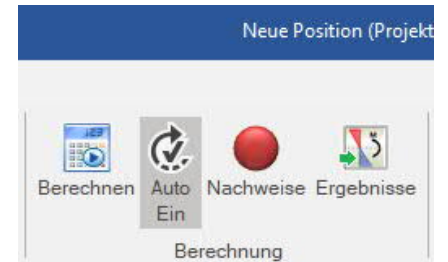 Neue Position (Projekt
Berechnen Auto Ein Nachweise Ergebnisse
Berechnung